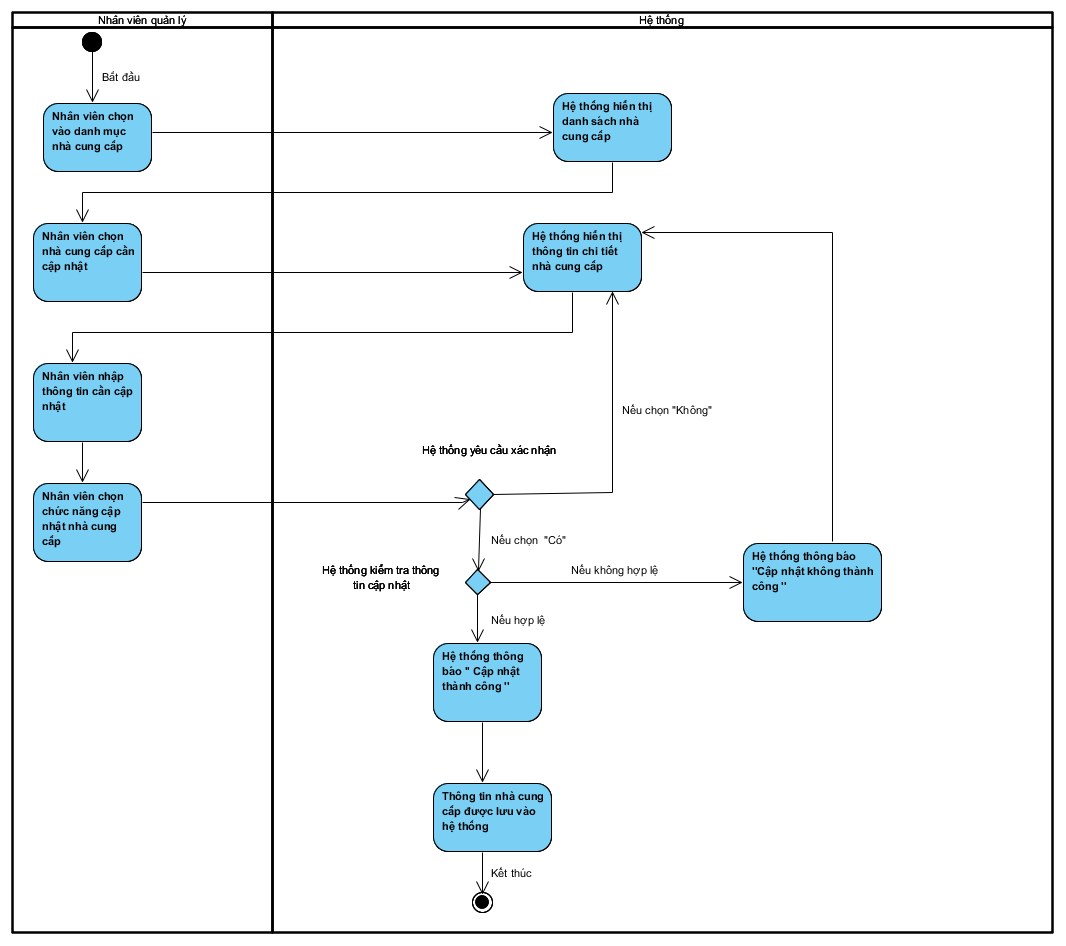 Nhân viên quản lý
Hệ thống
Bắt đầu
Nhân viên chọn
vào danh mục
nhà cung cấp
Hệ thống hiển thị
danh sách nhà
cung cấp
Nhân viên chọn
nhà cung cấp cần
cập nhật
Hệ thống hiển thị
thông tin chi tiết
nhà cung cấp
Nhân viên nhập
thông tin cần cập
nhật
Nếu chọn "Không"
Hệ thống yêu cầu xác nhận
Nhân viên chọn
chức năng cập
nhật nhà cung
cấp
Nếu chọn "Có"
Hệ thống kiểm tra thông
tin cập nhật
Nếu không hợp lệ
Hệ thống thông báo
"Cập nhật không thành
công "
Nếu hợp lệ
Hệ thống thông
báo " Cập nhật
thành công "
Thông tin nhà cung
cấp được lưu vào
hệ thống
Kết thúc